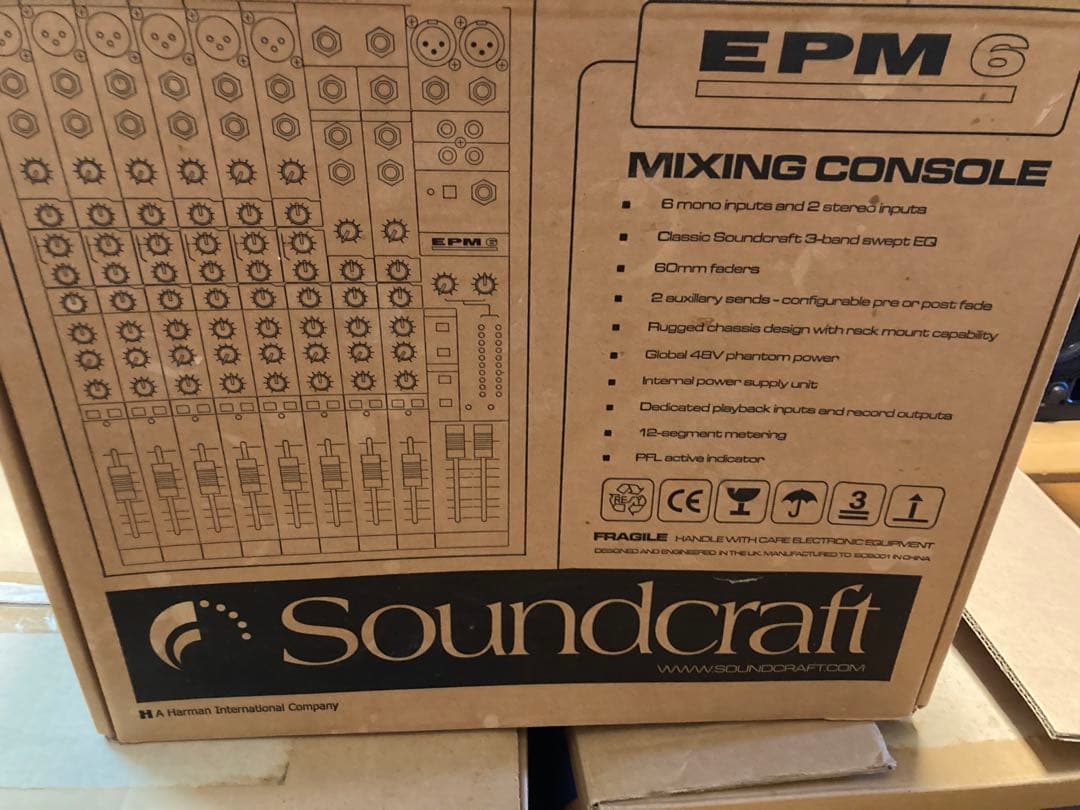 EPM 6
EPM 6
MIXING CONSOLE
6 mono inputs and 2 stereo inputs
Classic Soundcraft 3-band swept EQ
60mm faders
2 auxillary sends - configurable pre or post fade
Rugged chassis design with rack mount capability
Global 48V phantom power
Internal power supply unit
Dedicated playback inputs and record outputs
12-segment metering
PFL active indicator
CE
3
FRAGILE HANDLE WITH CARE ELECTRONIC EQUIPMENT
DESIGNED AND ENGINEERED IN THE UK. MANUFACTURED TO ISO9001 IN CHINA
Soundcraft
WWW.SOUNDCRAFT.COM
H A Harman International Company